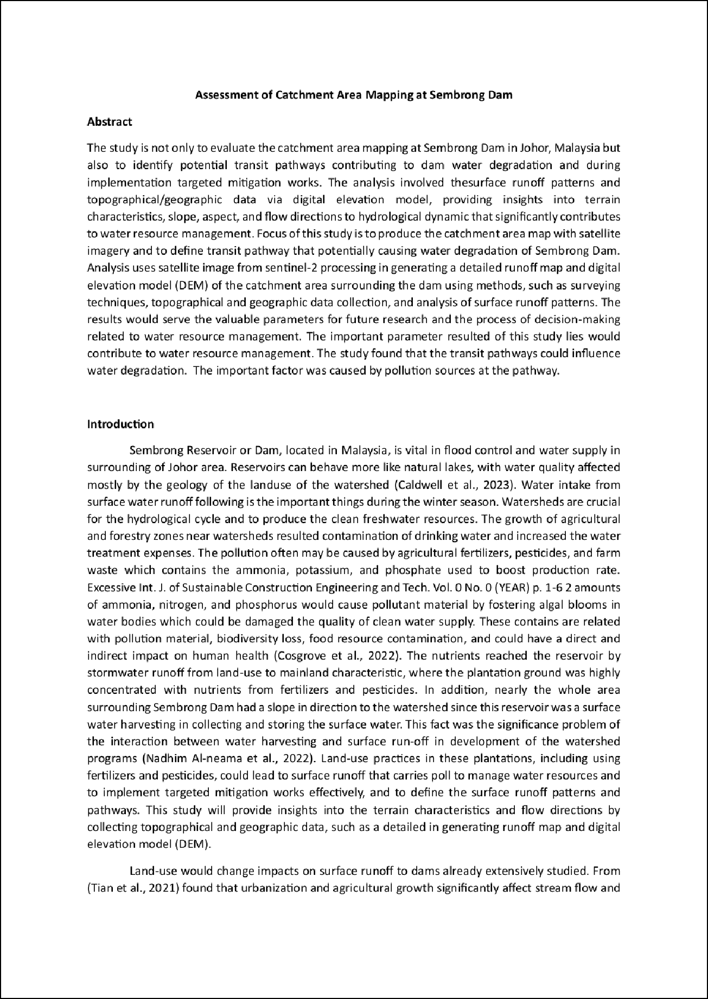 Assessment of Catchment Area Mapping at Sembrong Dam
Abstract
The study is not only to evaluate the catchment area mapping at Sembrong Dam in Johor, Malaysia but
also to identify potential transit pathways contributing to dam water degradation and during
implementation targeted mitigation works. The analysis involved thesurface runoff patterns and
topographical/geographic data via digital elevation model, providing insights into terrain
characteristics, slope, aspect, and flow directions to hydrological dynamic that significantly contributes
to water resource management. Focus of this study is to produce the catchment area map with satellite
imagery and to define transit pathway that potentially causing water degradation of Sembrong Dam.
Analysis uses satellite image from sentinel-2 processing in generating a detailed runoff map and digital
elevation model (DEM) of the catchment area surrounding the dam using methods, such as surveying
techniques, topographical and geographic data collection, and analysis of surface runoff patterns. The
results would serve the valuable parameters for future research and the process of decision-making
related to water resource management. The important parameter resulted of this study lies would
contribute to water resource management. The study found that the transit pathways could influence
water degradation.  The important factor was caused by pollution sources at the pathway.
Introduction
Sembrong Reservoir or Dam, located in Malaysia, is vital in flood control and water supply in
surrounding of Johor area. Reservoirs can behave more like natural lakes, with water quality affected
mostly by the geology of the landuse of the watershed (Caldwell et al., 2023). Water intake from
surface water runoff following is the important things during the winter season. Watersheds are crucial
for the hydrological cycle and to produce the clean freshwater resources. The growth of agricultural
and forestry zones near watersheds resulted contamination of drinking water and increased the water
treatment expenses. The pollution often may be caused by agricultural fertilizers, pesticides, and farm
waste which contains the ammonia, potassium, and phosphate used to boost production rate.
Excessive Int. J. of Sustainable Construction Engineering and Tech. Vol. 0 No. 0 (YEAR) p. 1-6 2 amounts
of ammonia, nitrogen, and phosphorus would cause pollutant material by fostering algal blooms in
water bodies which could be damaged the quality of clean water supply. These contains are related
with pollution material, biodiversity loss, food resource contamination, and could have a direct and
indirect impact on human health (Cosgrove et al., 2022). The nutrients reached the reservoir by
stormwater runoff from land-use to mainland characteristic, where the plantation ground was highly
concentrated with nutrients from fertilizers and pesticides. In addition, nearly the whole area
surrounding Sembrong Dam had a slope in direction to the watershed since this reservoir was a surface
water harvesting in collecting and storing the surface water. This fact was the significance problem of
the interaction between water harvesting and surface run-off in development of the watershed
programs (Nadhim Al-neama et al., 2022). Land-use practices in these plantations, including using
fertilizers and pesticides, could lead to surface runoff that carries poll to manage water resources and
to implement targeted mitigation works effectively, and to define the surface runoff patterns and
pathways. This study will provide insights into the terrain characteristics and flow directions by
collecting topographical and geographic data, such as a detailed in generating runoff map and digital
elevation model (DEM).
Land-use would change impacts on surface runoff to dams already extensively studied. From
(Tian et al., 2021) found that urbanization and agricultural growth significantly affect stream flow and